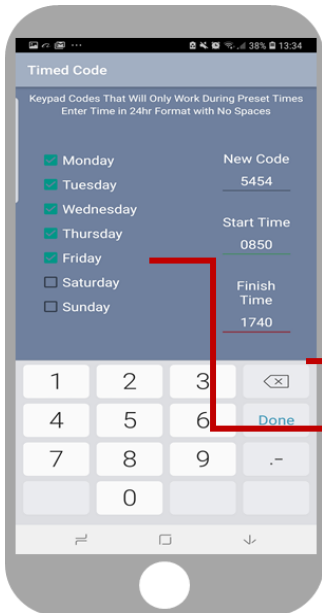 38% 13:34
Timed Code
Keypad Codes That Will Only Work During Preset Times
Enter Time in 24hr Format with No Spaces
Monday
Tuesday
Wednesday
Thursday
Friday
Saturday
Sunday
New Code
5454
Start Time
0850
Finish
Time
1740
1 2 3
4 5 6 Done
7 8 9 .-
0